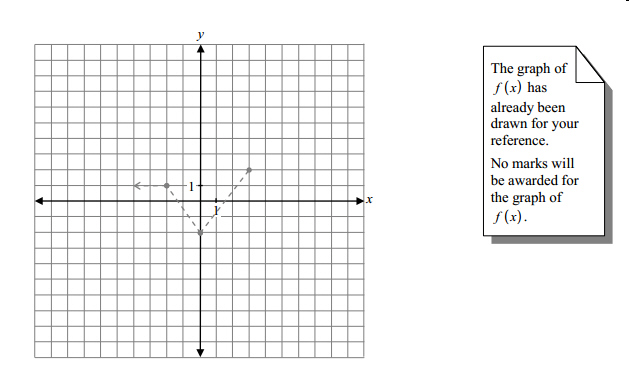 y
The graph of
f(x) has
already been
drawn for your
reference.
No marks will
be awarded for
the graph of
f(x).
1
x
1